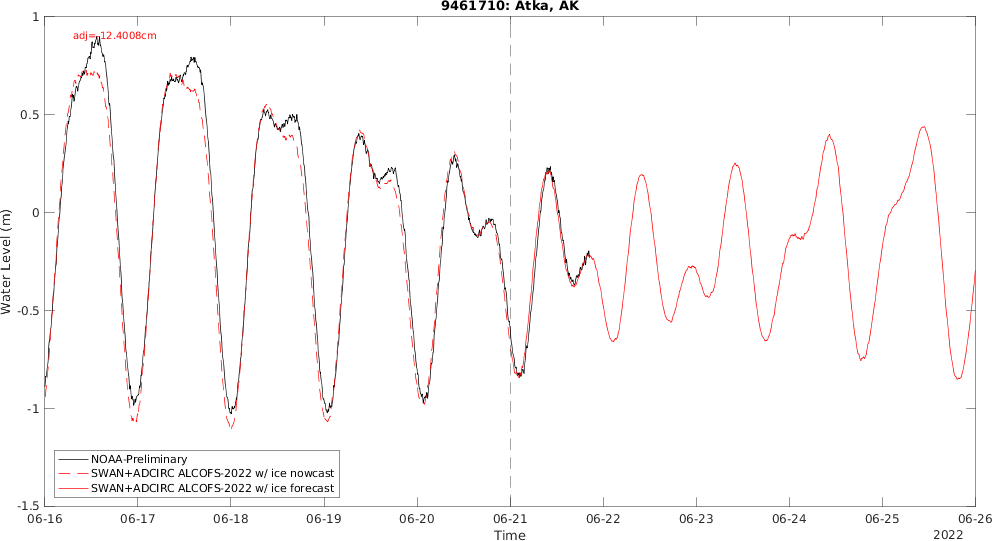 9461710: Atka, AK
adj=-12.4008cm
Water Level (m)
1
0.5
0
-0.5
-1
-1.5
NOAA-Preliminary
SWAN+ADCIRC ALCOFS-2022 w/ ice nowcast
SWAN+ADCIRC ALCOFS-2022 w/ ice forecast
06-16 06-17 06-18 06-19 06-20 06-21 06-22 06-23 06-24 06-25 06-26
Time
2022